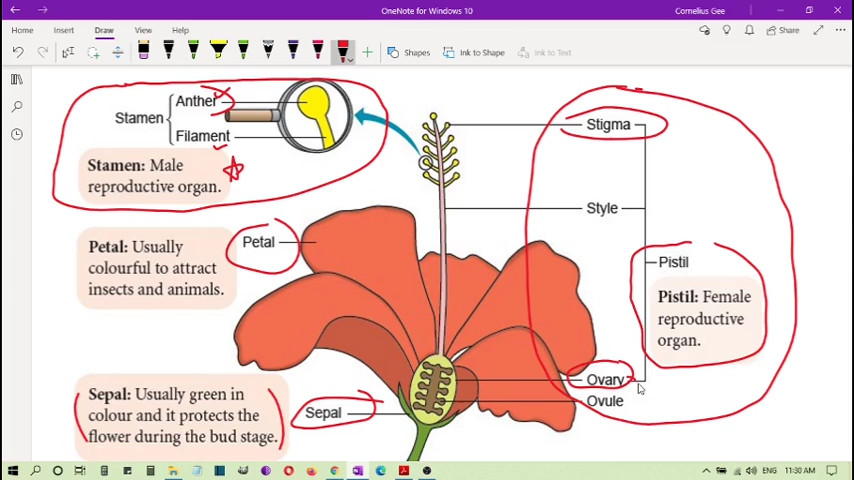 OneNote for Windows 10
Cornelius Gee
Home Insert Draw View Help
Share
Shapes Ink to Shape Ink to Text
Anther
Stamen
Filament
Stamen: Male
reproductive organ.
Petal: Usually
colourful to attract
insects and animals.
Petal
Sepal: Usually green in
colour and it protects the
flower during the bud stage.
Sepal
Stigma
Style
Pistil
Pistil: Female
reproductive
organ.
Ovary
Ovule
ENG 11:30 AM